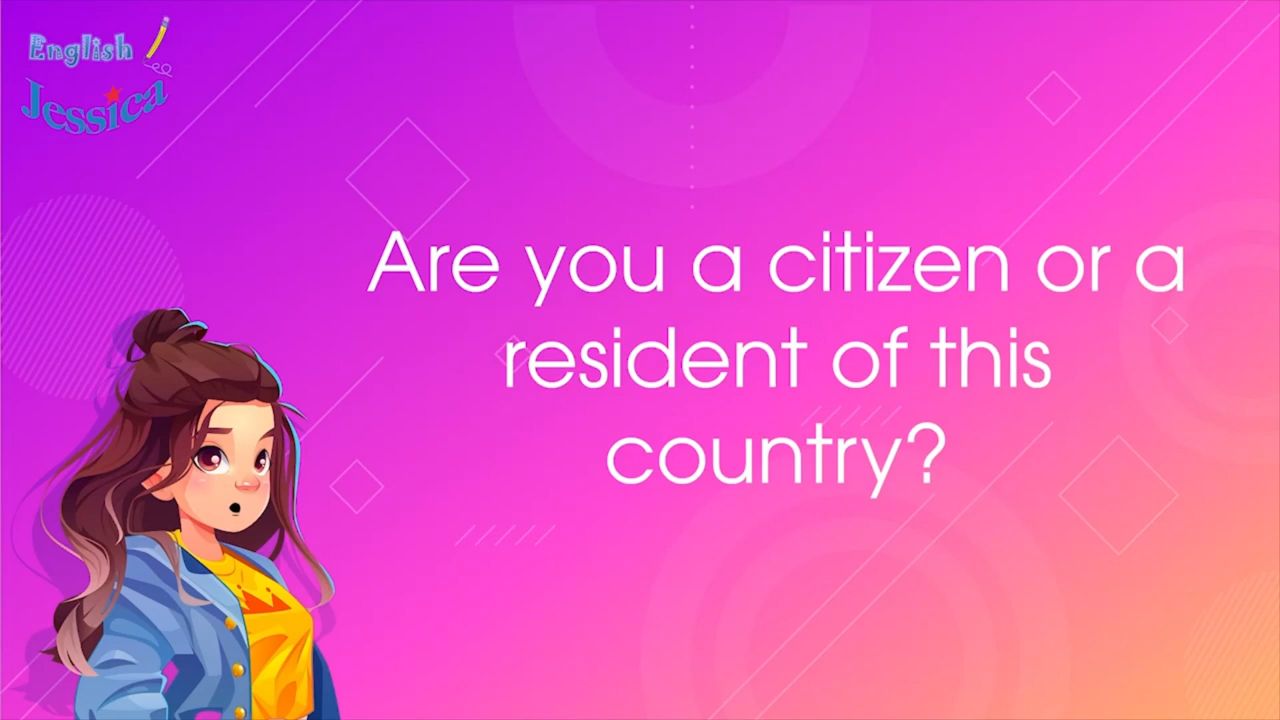 English
Jessica
Are you a citizen or a
resident of this
country?